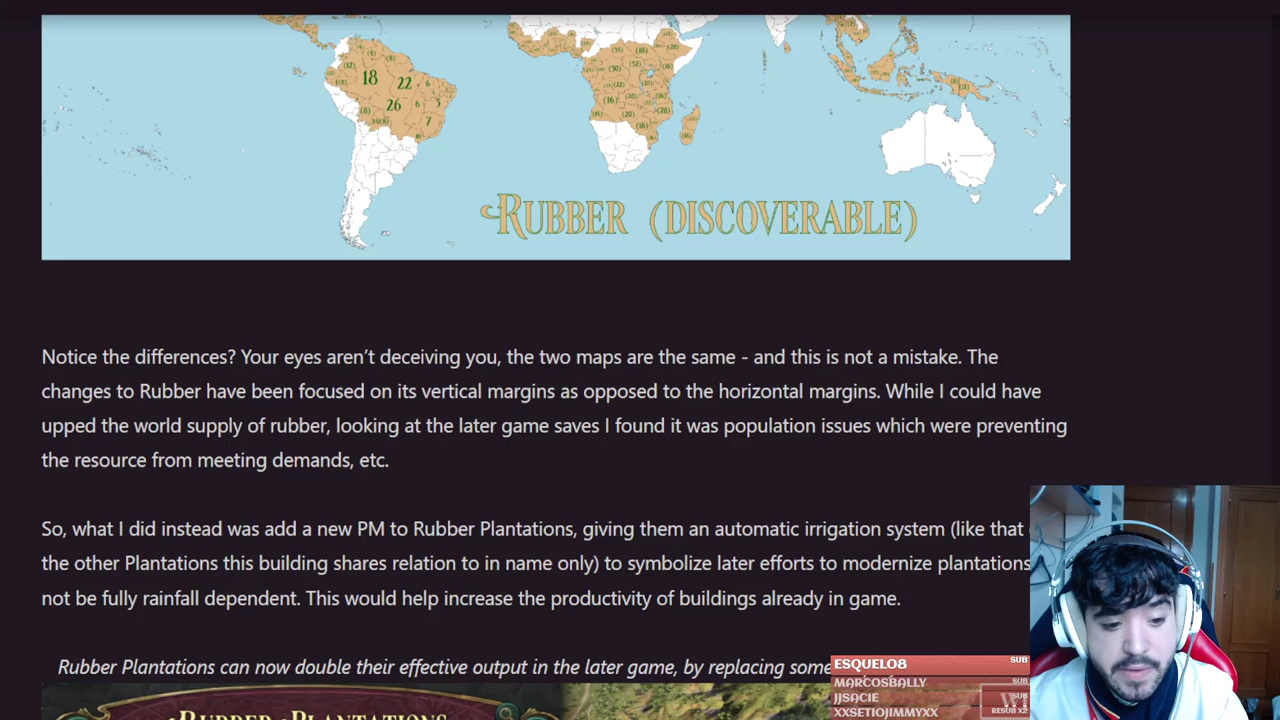 18
22
26
RUBBER (DISCOVERABLE)
Notice the differences? Your eyes aren’t deceiving you, the two maps are the same - and this is not a mistake. The
changes to Rubber have been focused on its vertical margins as opposed to the horizontal margins. While I could have
upped the world supply of rubber, looking at the later game saves I found it was population issues which were preventing
the resource from meeting demands, etc.
So, what I did instead was add a new PM to Rubber Plantations, giving them an automatic irrigation system (like that
the other Plantations this building shares relation to in name only) to symbolize later efforts to modernize plantations
not be fully rainfall dependent. This would help increase the productivity of buildings already in game.
Rubber Plantations can now double their effective output in the later game, by replacing some
ESQUELO8 SUB
MARCOSBALLY SUB
JJSACIE SUB
XXSETIOJIMMYXX RESUB X2
RUBBER PLANTATIONS